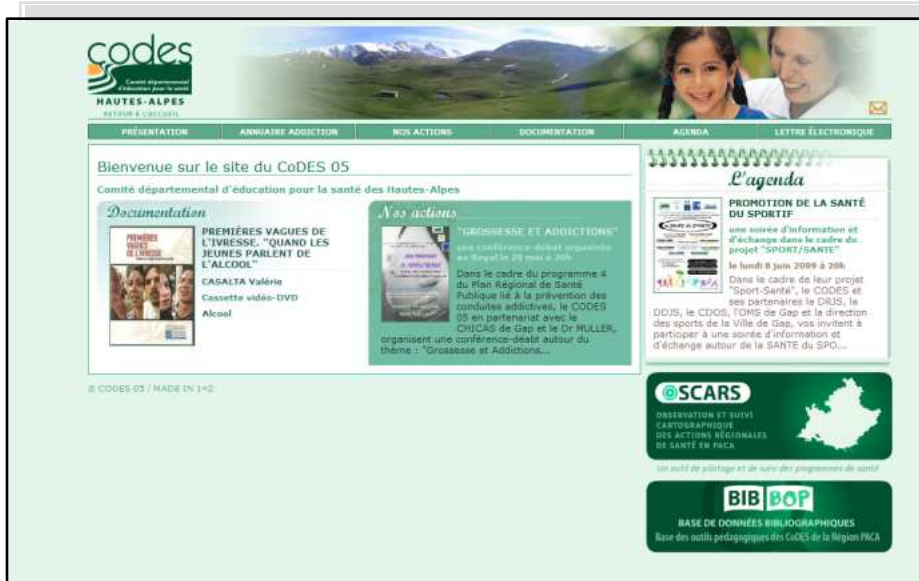 codes
Comité départemental
d'éducation pour la santé
HAUTES-ALPES
RETOUR À L'ACCUEIL
PRÉSENTATION
ANNUAIRE ADDICTION
NOS ACTIONS
DOCUMENTATION
AGENDA
LETTRE ÉLECTRONIQUE
Bienvenue sur le site du CoDES 05
Comité départemental d'éducation pour la santé des Hautes-Alpes
Documentation
PREMIÈRES VAGUES
DE L'IVRESSE
PREMIÈRES VAGUES DE
L'IVRESSE. "QUAND LES
JEUNES PARLENT DE
L'ALCOOL"
CASALTA Valérie
Cassette vidéo-DVD
Alcool
Nos actions
"GROSSESSE ET ADDICTIONS"
une conférence-débat organisée
au Royal le 25 mai à 20h
Dans le cadre du programme 4
du Plan Régional de Santé
Publique lié à la prévention des
conduites addictives, le CODES
05 en partenariat avec le
CHICAS de Gap et le Dr MULLER,
organisent une conférence-déabt autour du
thème : "Grossesse et Addictions...
L'agenda
PROMOTION DE LA SANTÉ
DU SPORTIF
une soirée d'information et
d'échange dans le cadre du
projet "SPORT/SANTE"
le lundi 8 juin 2009 à 20h
Dans le cadre de leur projet
"Sport-Santé", le CODES et
ses partenaires la DRJS, la
DDJS, le CDOS, l'OMS de Gap et la direction
des sports de la Ville de Gap, vos invitent à
participer à une soirée d'information et
d'échange autour de la SANTE du SPO...
© CODES 05 / MADE IN 142
OSCARS
OBSERVATION ET SUIVI
CARTOGRAPHIQUE
DES ACTIONS RÉGIONALES
DE SANTÉ EN PACA
Un outil de pilotage et de suivi des programmes de santé
BIB BOP
BASE DE DONNÉES BIBLIOGRAPHIQUES
Base des outils pédagogiques des CoDES de la Région PACA